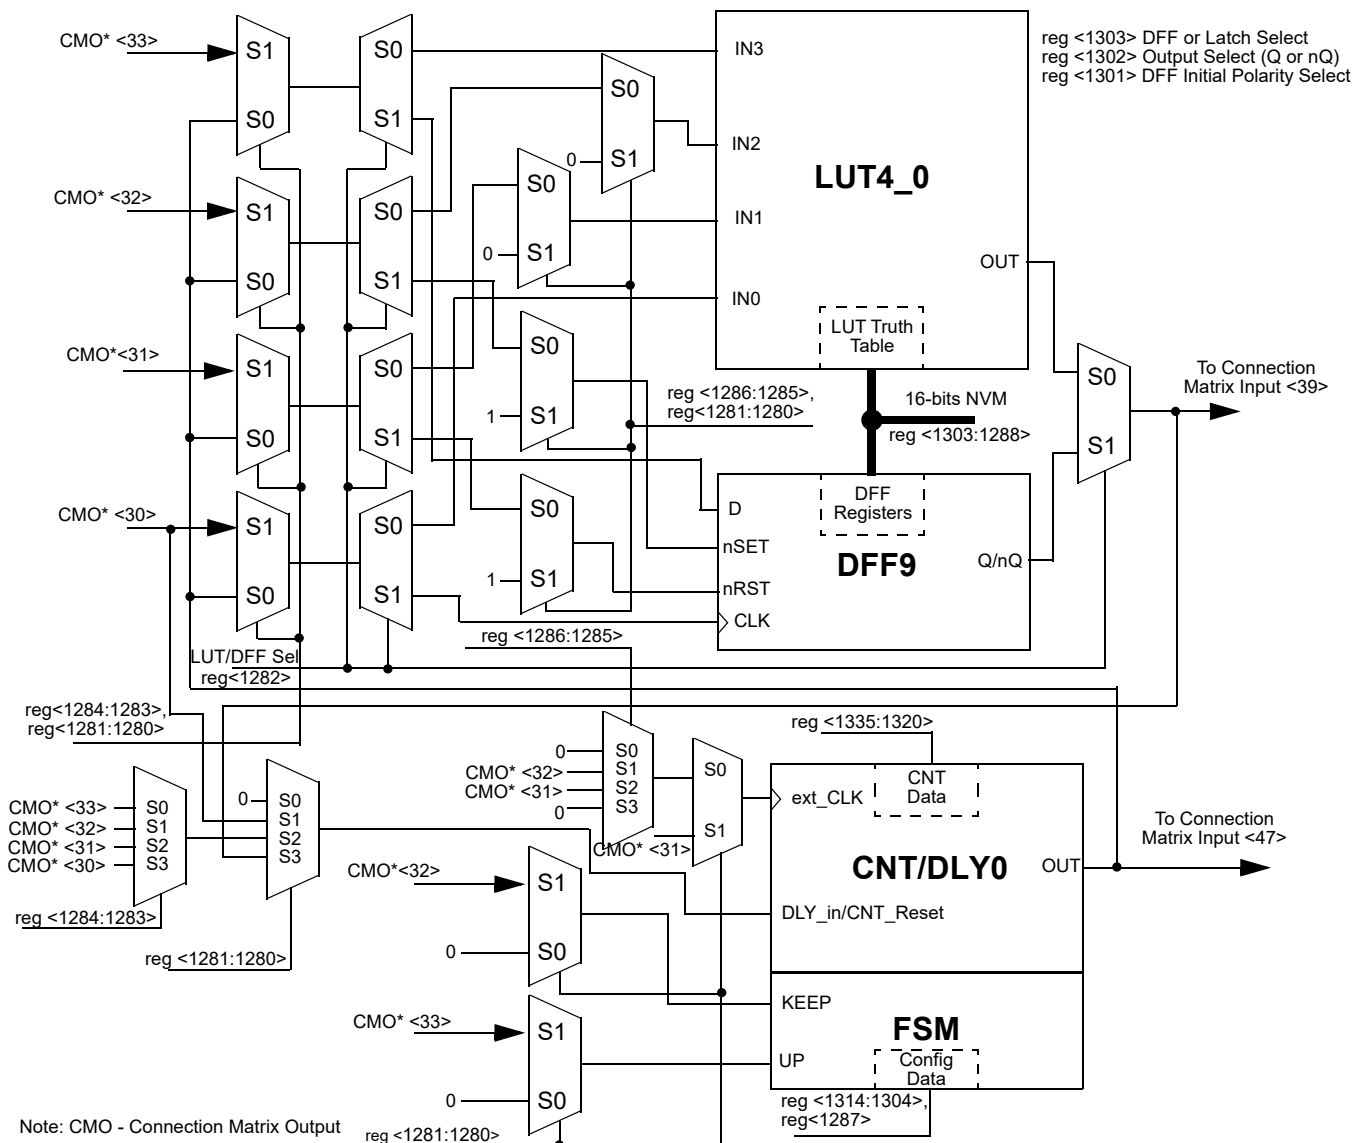 CMO* <33>
S1
S0
S0
S1
CMO* <32>
S1
S0
S0
S1
CMO*<31>
S1
S0
S0
S1
CMO* <30>
S1
S0
S0
S1
S0
0
S1
S0
0
S1
S0
1
S1
S0
1
S1
IN3
IN2
IN1
IN0
LUT4_0
OUT
LUT Truth
Table
reg <1303> DFF or Latch Select
reg <1302> Output Select (Q or nQ)
reg <1301> DFF Initial Polarity Select
reg <1286:1285>,
reg<1281:1280>
16-bits NVM
reg <1303:1288>
S0
S1
To Connection
Matrix Input <39>
DFF
Registers
DFF9
D
nSET
nRST
CLK
Q/nQ
LUT/DFF Sel
reg<1282>
reg <1286:1285>
reg<1284:1283>,
reg<1281:1280>
CMO* <33>
CMO* <32>
CMO* <31>
CMO* <30>
S0
S1
S2
S3
reg <1284:1283>
0
S0
S1
S2
S3
reg <1281:1280>
0
CMO* <32>
CMO* <31>
0
S0
S1
S2
S3
S0
S1
CMO* <31>
reg <1335:1320>
CNT
Data
ext_CLK
CNT/DLY0
OUT
DLY_in/CNT_Reset
To Connection
Matrix Input <47>
CMO*<32>
S1
0
S0
CMO* <33>
S1
0
S0
KEEP
FSM
UP
Config
Data
reg <1314:1304>,
reg<1287>
reg <1281:1280>
Note: CMO - Connection Matrix Output